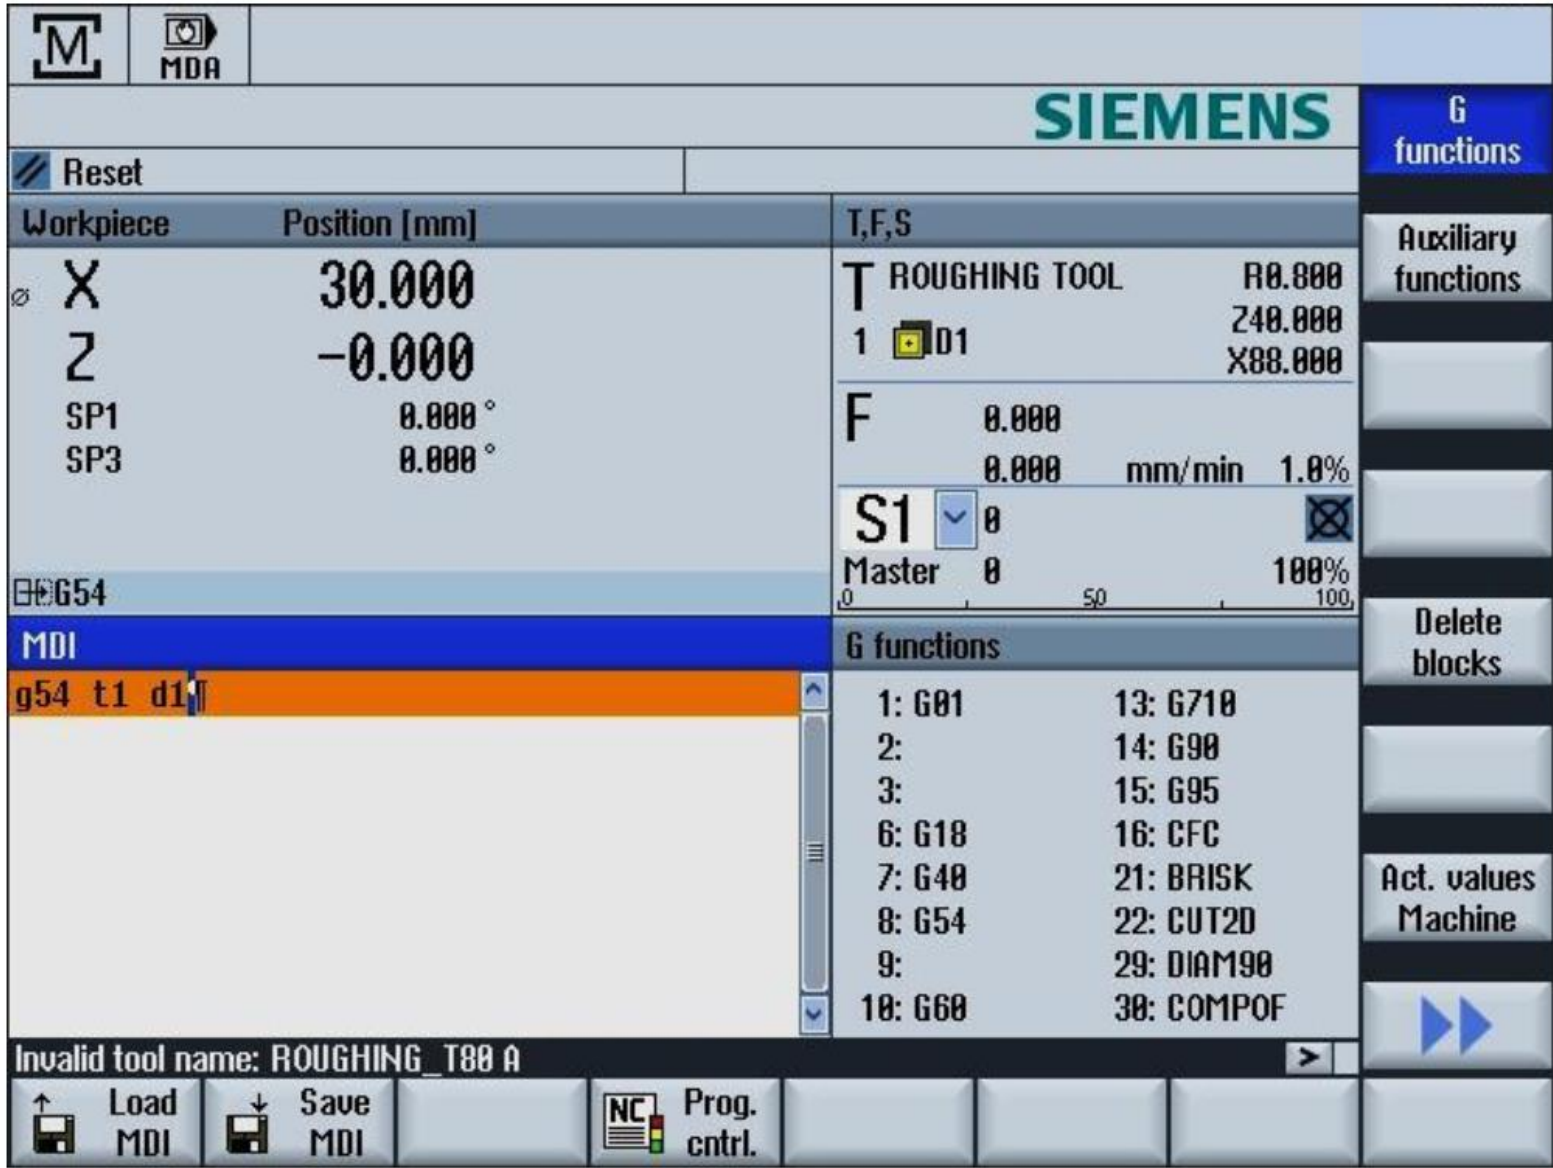 M
MDA
SIEMENS
G
functions
Reset
Workpiece Position [mm]
T,F,S
Auxiliary
functions
⌀ X 30.000
Z -0.000
SP1 0.000 °
SP3 0.000 °
G54
T ROUGHING TOOL R0.800
1 D1 Z40.000
X88.000
F 0.000
0.000 mm/min 1.0%
S1 0
Master 0 100%
0 50 100
Delete
blocks
MDI
g54 t1 d1¶
G functions
1: G01 13: G710
2: 14: G90
3: 15: G95
6: G18 16: CFC
7: G40 21: BRISK
8: G54 22: CUT2D
9: 29: DIAM90
10: G60 30: COMPOF
Act. values
Machine
Invalid tool name: ROUGHING_T80 A >
Load
MDI
Save
MDI
NC
Prog.
cntrl.